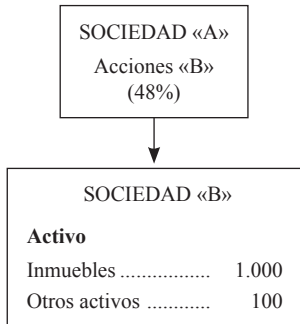 SOCIEDAD «A»
Acciones «B»
(48%)
SOCIEDAD «B»
Activo
Inmuebles .................. 1.000
Otros activos ............ 100